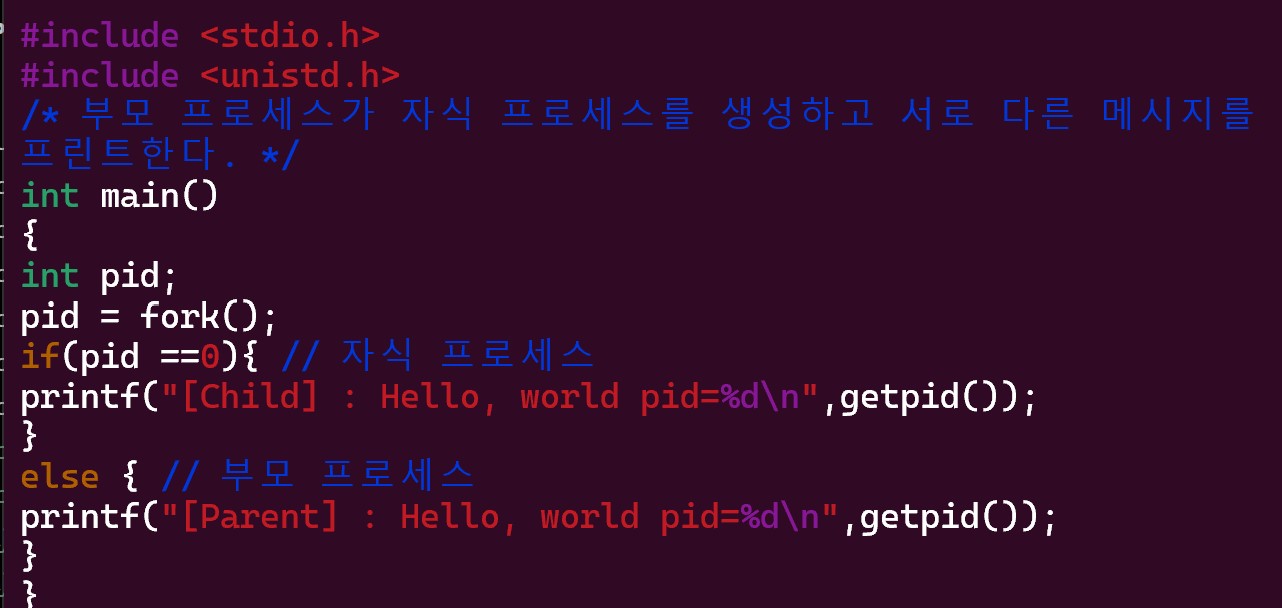 #include <stdio.h>
#include <unistd.h>
/* 부모 프로세스가 자식 프로세스를 생성하고 서로 다른 메시지를
프린트한다. */
int main()
{
int pid;
pid = fork();
if(pid ==0){ // 자식 프로세스
printf("[Child] : Hello, world pid=%d\n",getpid());
}
else { // 부모 프로세스
printf("[Parent] : Hello, world pid=%d\n",getpid());
}
}